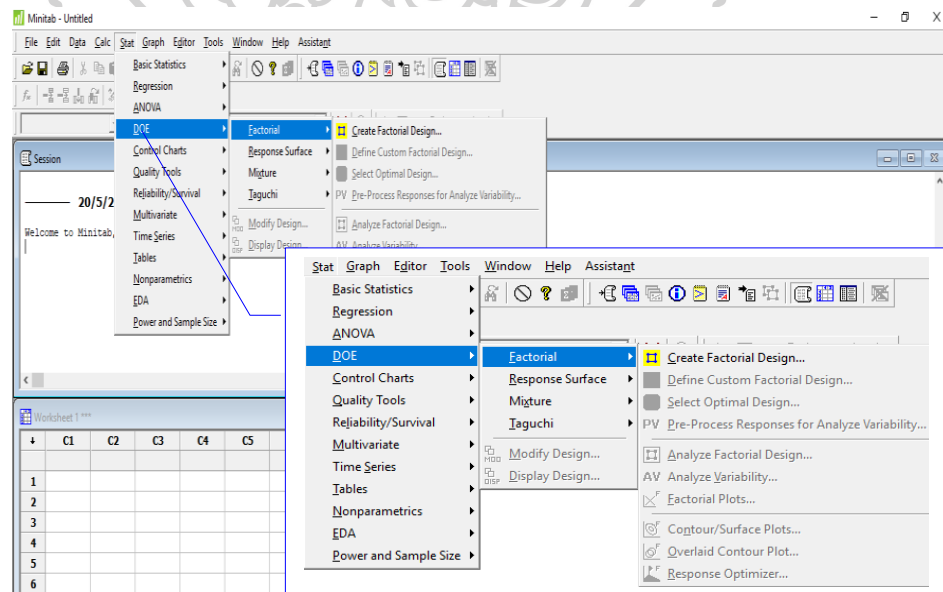 Minitab - Untitled
File Edit Data Calc Stat Graph Editor Tools Window Help Assistant
Basic Statistics
Regression
ANOVA
DOE
Control Charts
Quality Tools
Reliability/Survival
Multivariate
Time Series
Tables
Nonparametrics
EDA
Power and Sample Size
Factorial
Response Surface
Mixture
Taguchi
Modify Design...
Display Design...
Create Factorial Design...
Define Custom Factorial Design...
Select Optimal Design...
PV Pre-Process Responses for Analyze Variability...
Analyze Factorial Design...
AV Analyze Variability...
Session
20/5/2
Welcome to Minitab,
Stat Graph Editor Tools Window Help Assistant
Basic Statistics
Regression
ANOVA
DOE
Control Charts
Quality Tools
Reliability/Survival
Multivariate
Time Series
Tables
Nonparametrics
EDA
Power and Sample Size
Factorial
Response Surface
Mixture
Taguchi
MOD Modify Design...
DISP Display Design...
Create Factorial Design...
Define Custom Factorial Design...
Select Optimal Design...
PV Pre-Process Responses for Analyze Variability...
Analyze Factorial Design...
AV Analyze Variability...
Factorial Plots...
Contour/Surface Plots...
Overlaid Contour Plot...
Response Optimizer...
Worksheet 1 ***
C1 C2 C3 C4 C5
1
2
3
4
5
6